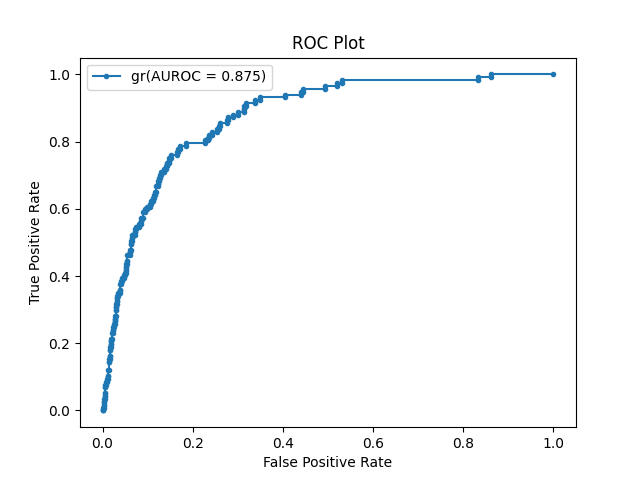 ROC Plot
gr(AUROC = 0.875)
1.0
0.8
0.6
0.4
0.2
0.0
True Positive Rate
0.0 0.2 0.4 0.6 0.8 1.0
False Positive Rate